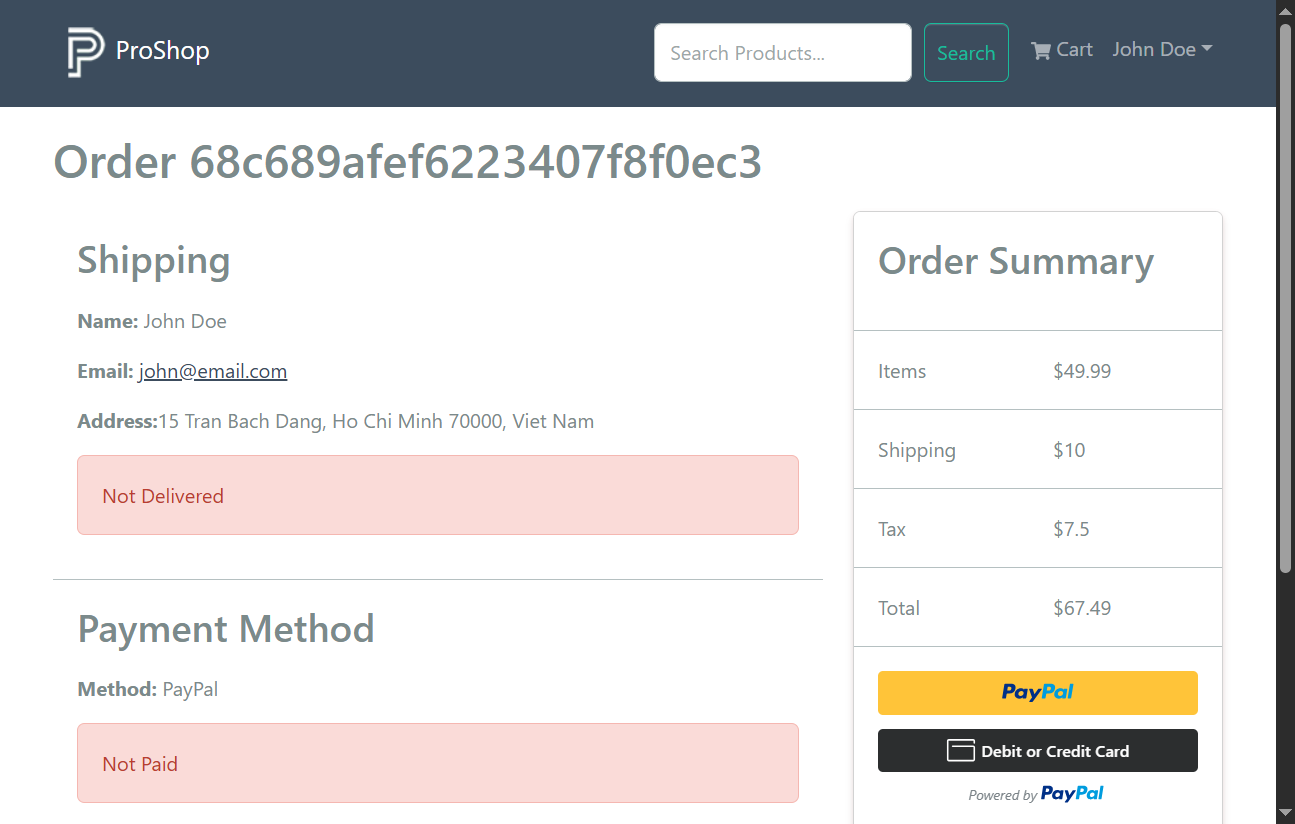 ProShop
Search Products...
Search
Cart
John Doe
Order 68c689afef6223407f8f0ec3
Shipping
Name: John Doe
Email: john@email.com
Address:15 Tran Bach Dang, Ho Chi Minh 70000, Viet Nam
Not Delivered
Payment Method
Method: PayPal
Not Paid
Order Summary
Items $49.99
Shipping $10
Tax $7.5
Total $67.49
PayPal
Debit or Credit Card
Powered by PayPal